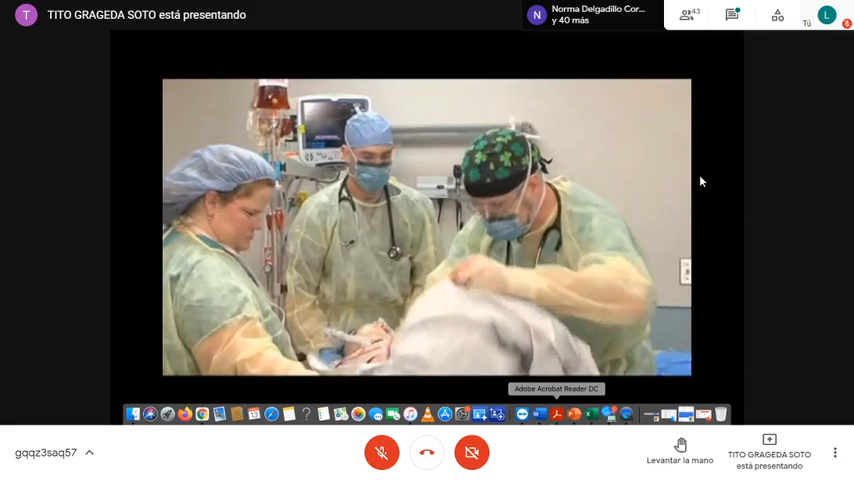 T
TITO GRAGEDA SOTO está presentando
N
Norma Delgadillo Cor...
y 40 más
43
Tú
L
Adobe Acrobat Reader DC
gqqz3saq57
Levantar la mano
TITO GRAGEDA SOTO
está presentando